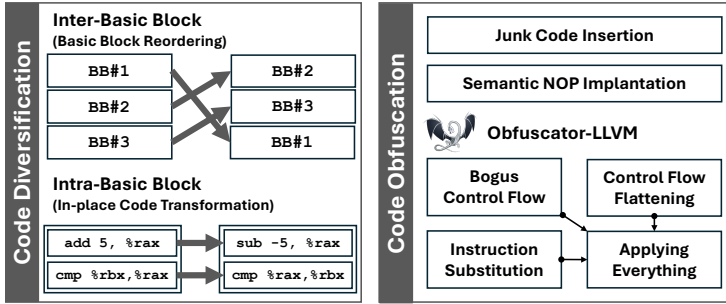 Code Diversification
Inter-Basic Block
(Basic Block Reordering)
BB#1
BB#2
BB#2
BB#3
BB#3
BB#1
Intra-Basic Block
(In-place Code Transformation)
add 5, %rax
sub -5, %rax
cmp %rbx,%rax
cmp %rax,%rbx
Code Obfuscation
Junk Code Insertion
Semantic NOP Implantation
Obfuscator-LLVM
Bogus
Control Flow
Control Flow
Flattening
Instruction
Substitution
Applying
Everything